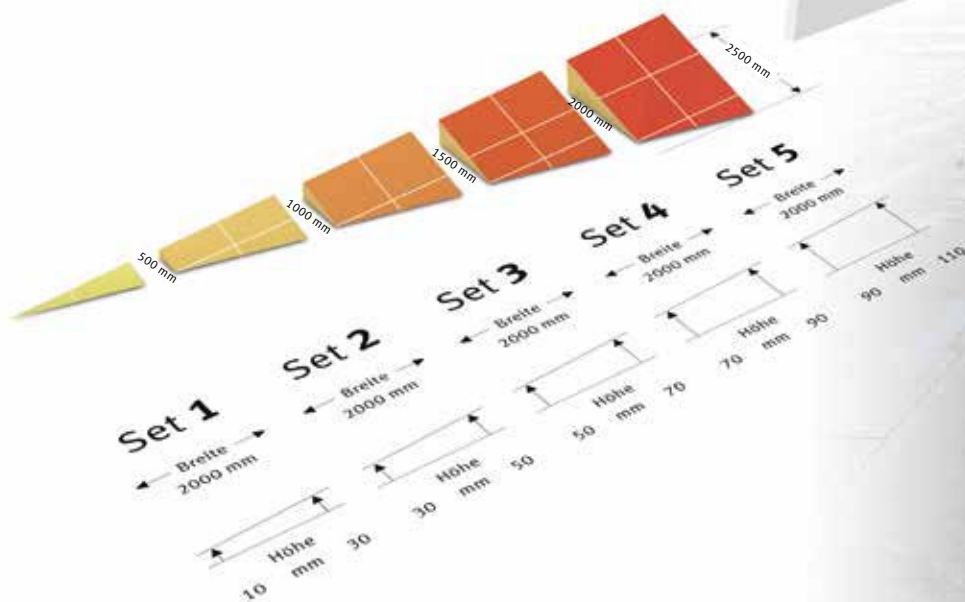 500 mm
1000 mm
1500 mm
2000 mm
2500 mm
Set 1
Breite
2000 mm
Höhe
10 mm 30
Set 2
Breite
2000 mm
Höhe
30 mm 50
Set 3
Breite
2000 mm
Höhe
50 mm 70
Set 4
Breite
2000 mm
Höhe
70 mm 90
Set 5
Breite
2000 mm
Höhe
90 mm 110